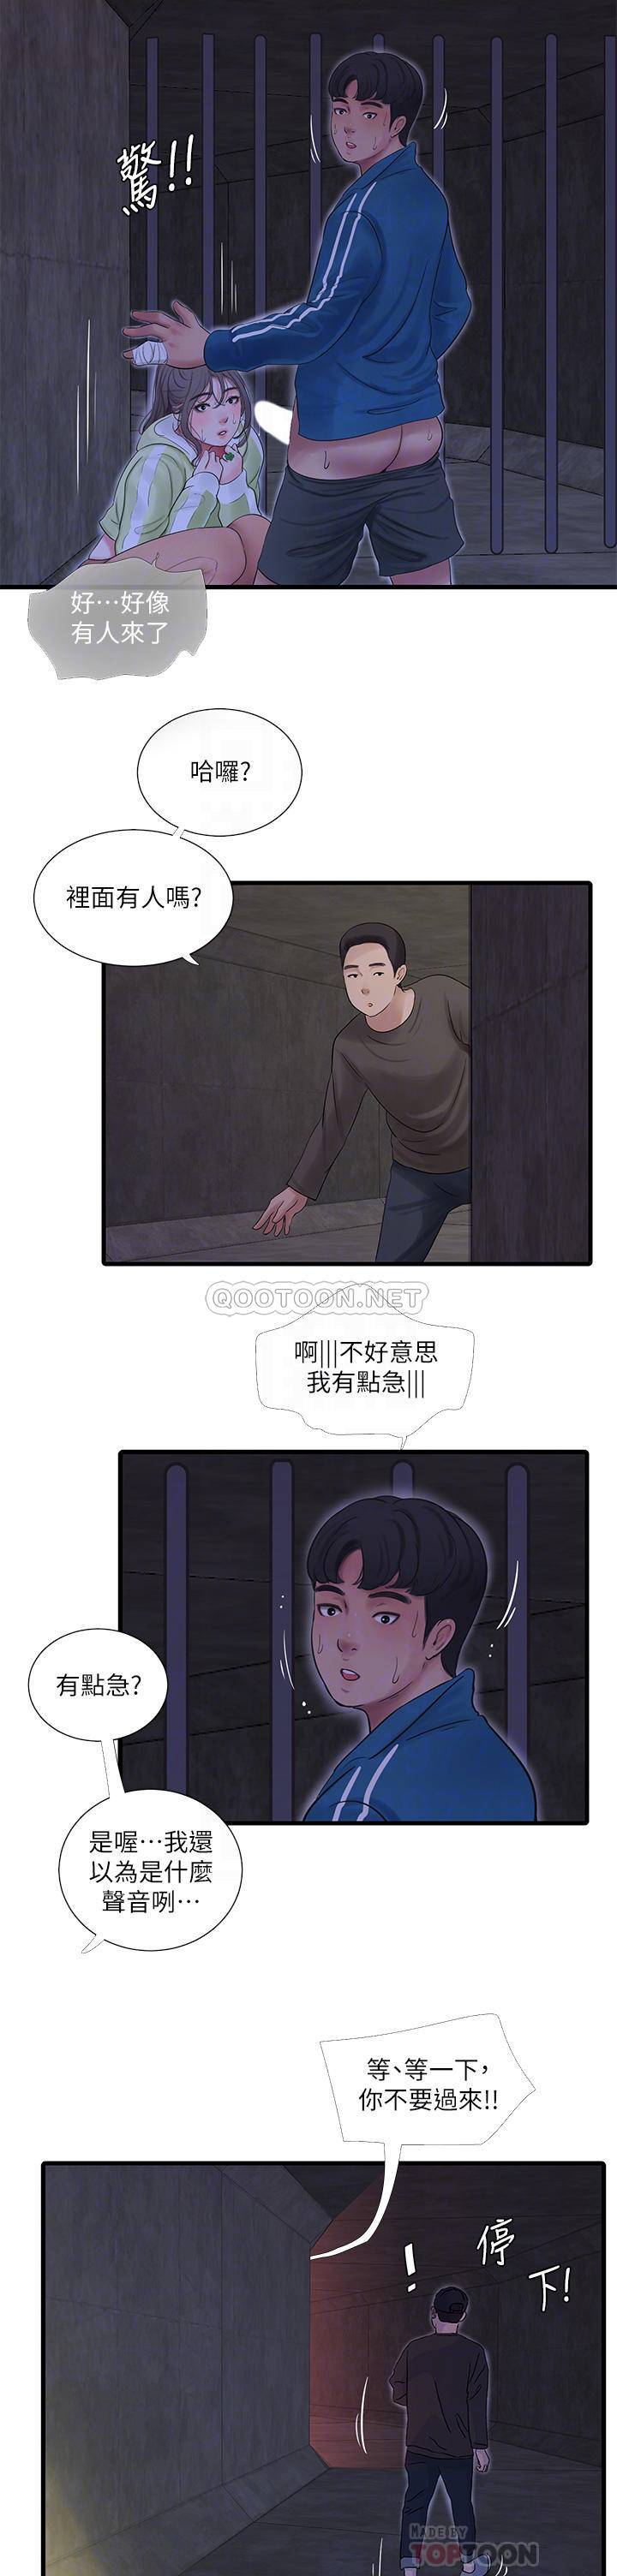 驚!!
好⋯好像
有人來了
哈囉?
裡面有人嗎?
QOOTOON.NET
啊|||不好意思
我有點急|||
有點急?
是喔⋯我還
以為是什麼
聲音咧⋯
等、等一下,
你不要過來!!
!
停
下!
MADE BY
TOPTOON